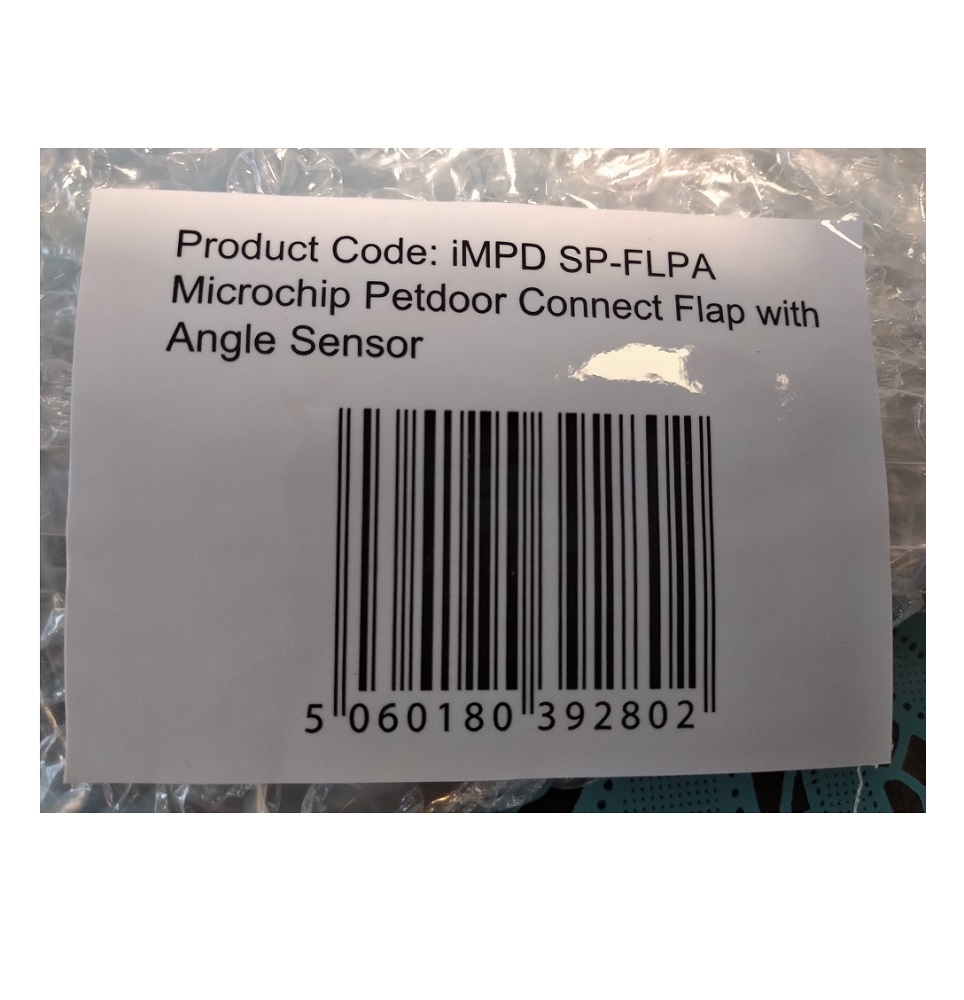 Product Code: iMPD SP-FLPA
Microchip Petdoor Connect Flap with
Angle Sensor
5 060180 392802